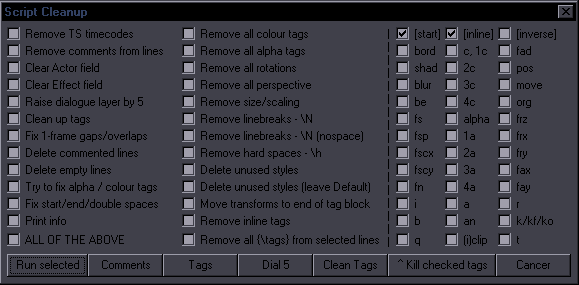 Script Cleanup
Remove TS timecodes Remove all colour tags [start] [inline] [inverse]
Remove comments from lines Remove all alpha tags bord c, 1c fad
Clear Actor field Remove all rotations shad 2c pos
Clear Effect field Remove all perspective blur 3c move
Raise dialogue layer by 5 Remove size/scaling be 4c org
Clean up tags Remove linebreaks - \N fs alpha frz
Fix 1-frame gaps/overlaps Remove linebreaks - \N (nospace) fsp 1a frx
Delete commented lines Remove hard spaces - \h fscx 2a fry
Delete empty lines Delete unused styles fscy 3a fax
Try to fix alpha / colour tags Delete unused styles (leave Default) fn 4a fay
Fix start/end/double spaces Move transforms to end of tag block i a r
Print info Remove inline tags b an k/kf/ko
ALL OF THE ABOVE Remove all {\tags} from selected lines q (i)clip t
Run selected Comments Tags Dial 5 Clean Tags ^ Kill checked tags Cancer